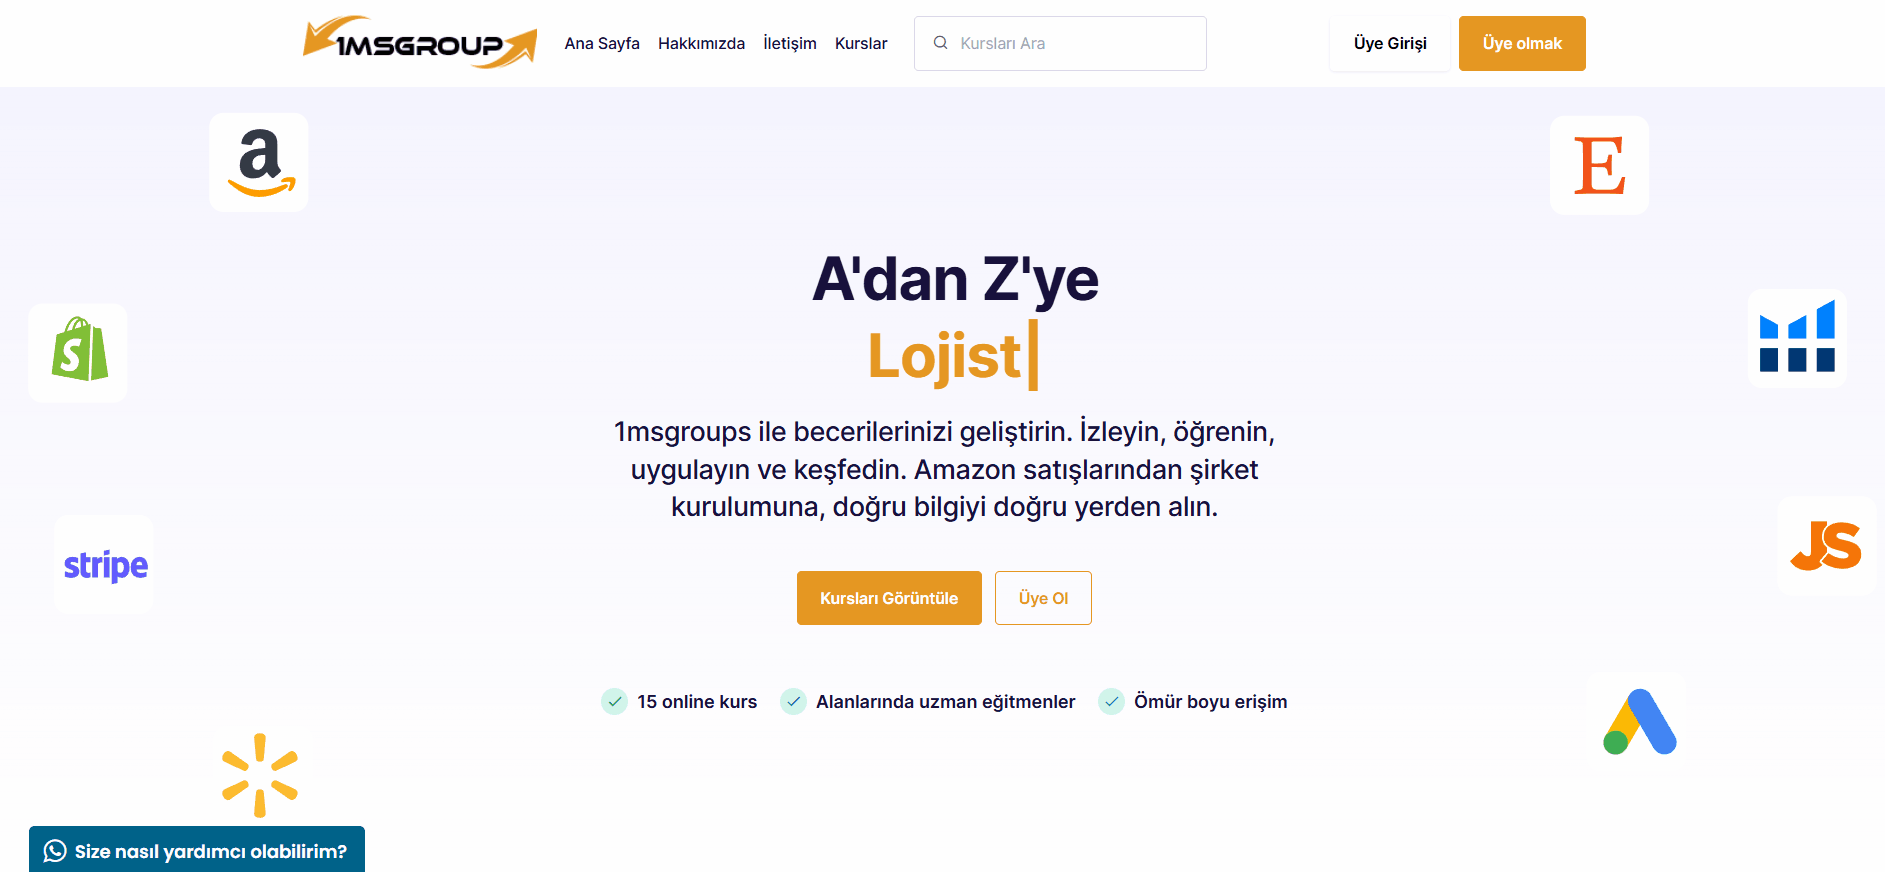 1MSGROUP
Ana Sayfa
Hakkımızda
İletişim
Kurslar
Kursları Ara
Üye Girişi
Üye olmak
a
E
A'dan Z'ye
Lojist
S
1msgroups ile becerilerinizi geliştirin. İzleyin, öğrenin,
uygulayın ve keşfedin. Amazon satışlarından şirket
kurulumuna, doğru bilgiyi doğru yerden alın.
stripe
JS
Kursları Görüntüle
Üye Ol
15 online kurs
Alanlarında uzman eğitmenler
Ömür boyu erişim
Size nasıl yardımcı olabilirim?